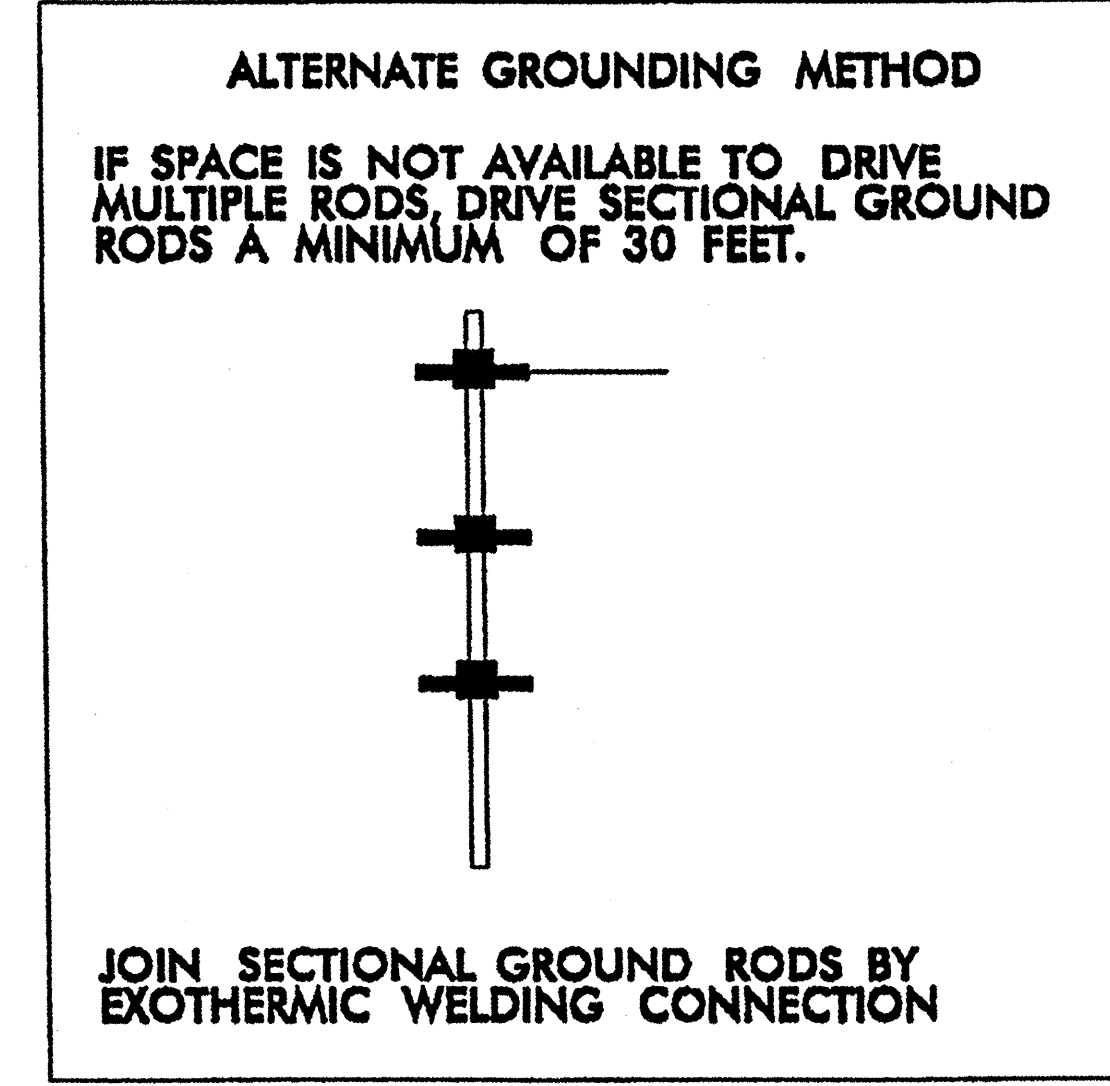 ALTERNATE GROUNDING METHOD
IF SPACE IS NOT AVAILABLE TO DRIVE
MULTIPLE RODS, DRIVE SECTIONAL GROUND
RODS A MINIMUM OF 30 FEET.
JOIN SECTIONAL GROUND RODS BY
EXOTHERMIC WELDING CONNECTION